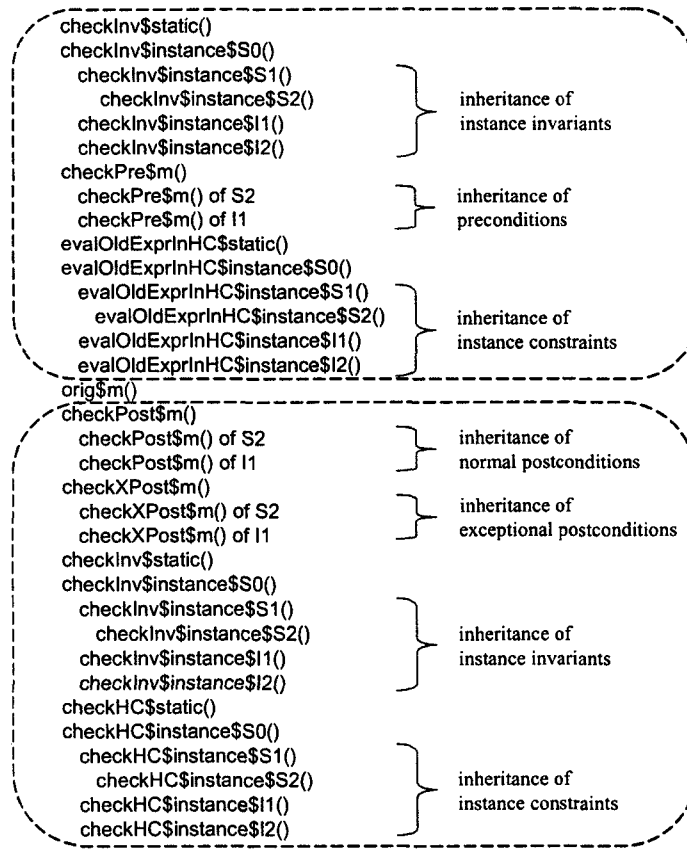 checkInv$static()
checkInv$instance$S0()
checkInv$instance$S1()
checkInv$instance$S2()
checkInv$instance$I1()
checkInv$instance$I2()
inheritance of
instance invariants
checkPre$m()
checkPre$m() of S2
checkPre$m() of I1
inheritance of
preconditions
evalOldExprInHC$static()
evalOldExprInHC$instance$S0()
evalOldExprInHC$instance$S1()
evalOldExprInHC$instance$S2()
evalOldExprInHC$instance$I1()
evalOldExprInHC$instance$I2()
inheritance of
instance constraints
orig$m()
checkPost$m()
checkPost$m() of S2
checkPost$m() of I1
inheritance of
normal postconditions
checkXPost$m()
checkXPost$m() of S2
checkXPost$m() of I1
inheritance of
exceptional postconditions
checkInv$static()
checkInv$instance$S0()
checkInv$instance$S1()
checkInv$instance$S2()
checkInv$instance$I1()
checkInv$instance$I2()
inheritance of
instance invariants
checkHC$static()
checkHC$instance$S0()
checkHC$instance$S1()
checkHC$instance$S2()
checkHC$instance$I1()
checkHC$instance$I2()
inheritance of
instance constraints